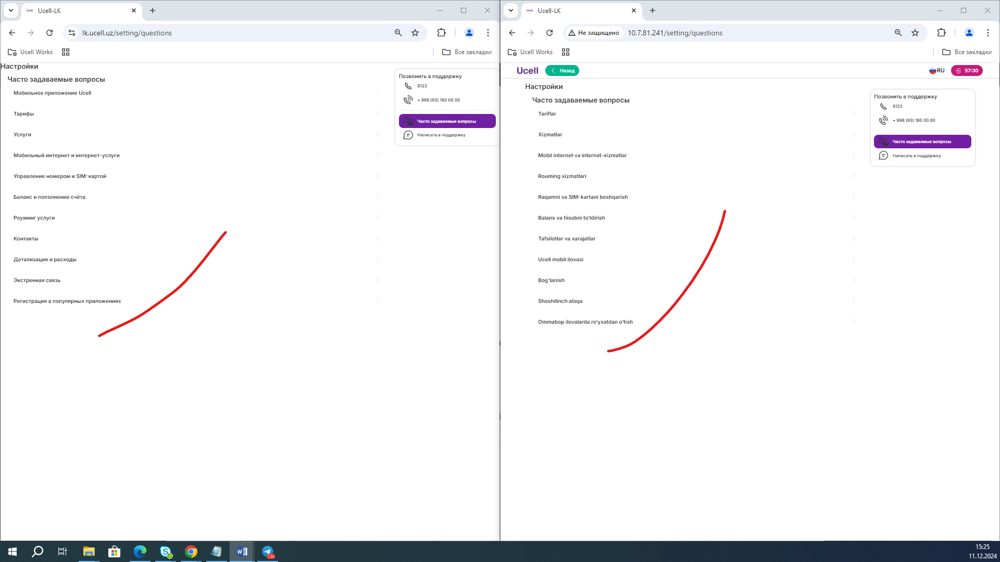 Ucell-LK
lk.ucell.uz/setting/questions
Ucell Works
Все закладки
Настройки
Часто задаваемые вопросы
Мобильное приложение Ucell
Тарифы
Услуги
Мобильный интернет и интернет-услуги
Управление номером и SIM-картой
Баланс и пополнение счёта
Роуминг услуги
Контакты
Детализация и расходы
Экстренная связь
Регистрация в популярных приложениях
Позвонить в поддержку
8123
+ 998 (93) 180 00 00
Часто задаваемые вопросы
Написать в поддержку
Ucell-LK
Не защищено 10.7.81.241/setting/questions
Ucell Works
Все закладки
Ucell
Назад
RU
57:30
Настройки
Часто задаваемые вопросы
Tariflar
Xizmatlar
Mobil internet va internet-xizmatlar
Rouming xizmatlari
Raqamni va SIM-kartani boshqarish
Balans va hisobni to‘ldirish
Tafsilotlar va xarajatlar
Ucell mobil ilovasi
Bog‘lanish
Shoshilinch aloqa
Ommabop ilovalarda ro‘yxatdan o‘tish
Позвонить в поддержку
8123
+ 998 (93) 180 00 00
Часто задаваемые вопросы
Написать в поддержку
15:25
11.12.2024